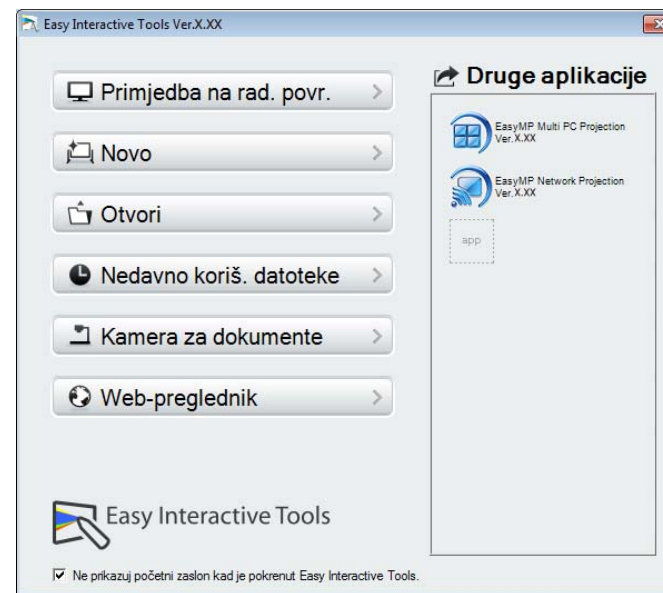 Easy Interactive Tools Ver.X.XX
Primjedba na rad. povr.
Novo
Otvori
Nedavno koriš. datoteke
Kamera za dokumente
Web-preglednik
Druge aplikacije
EasyMP Multi PC Projection
Ver.X.XX
EasyMP Network Projection
Ver.X.XX
app
Easy Interactive Tools
Ne prikazuj početni zaslon kad je pokrenut Easy Interactive Tools.